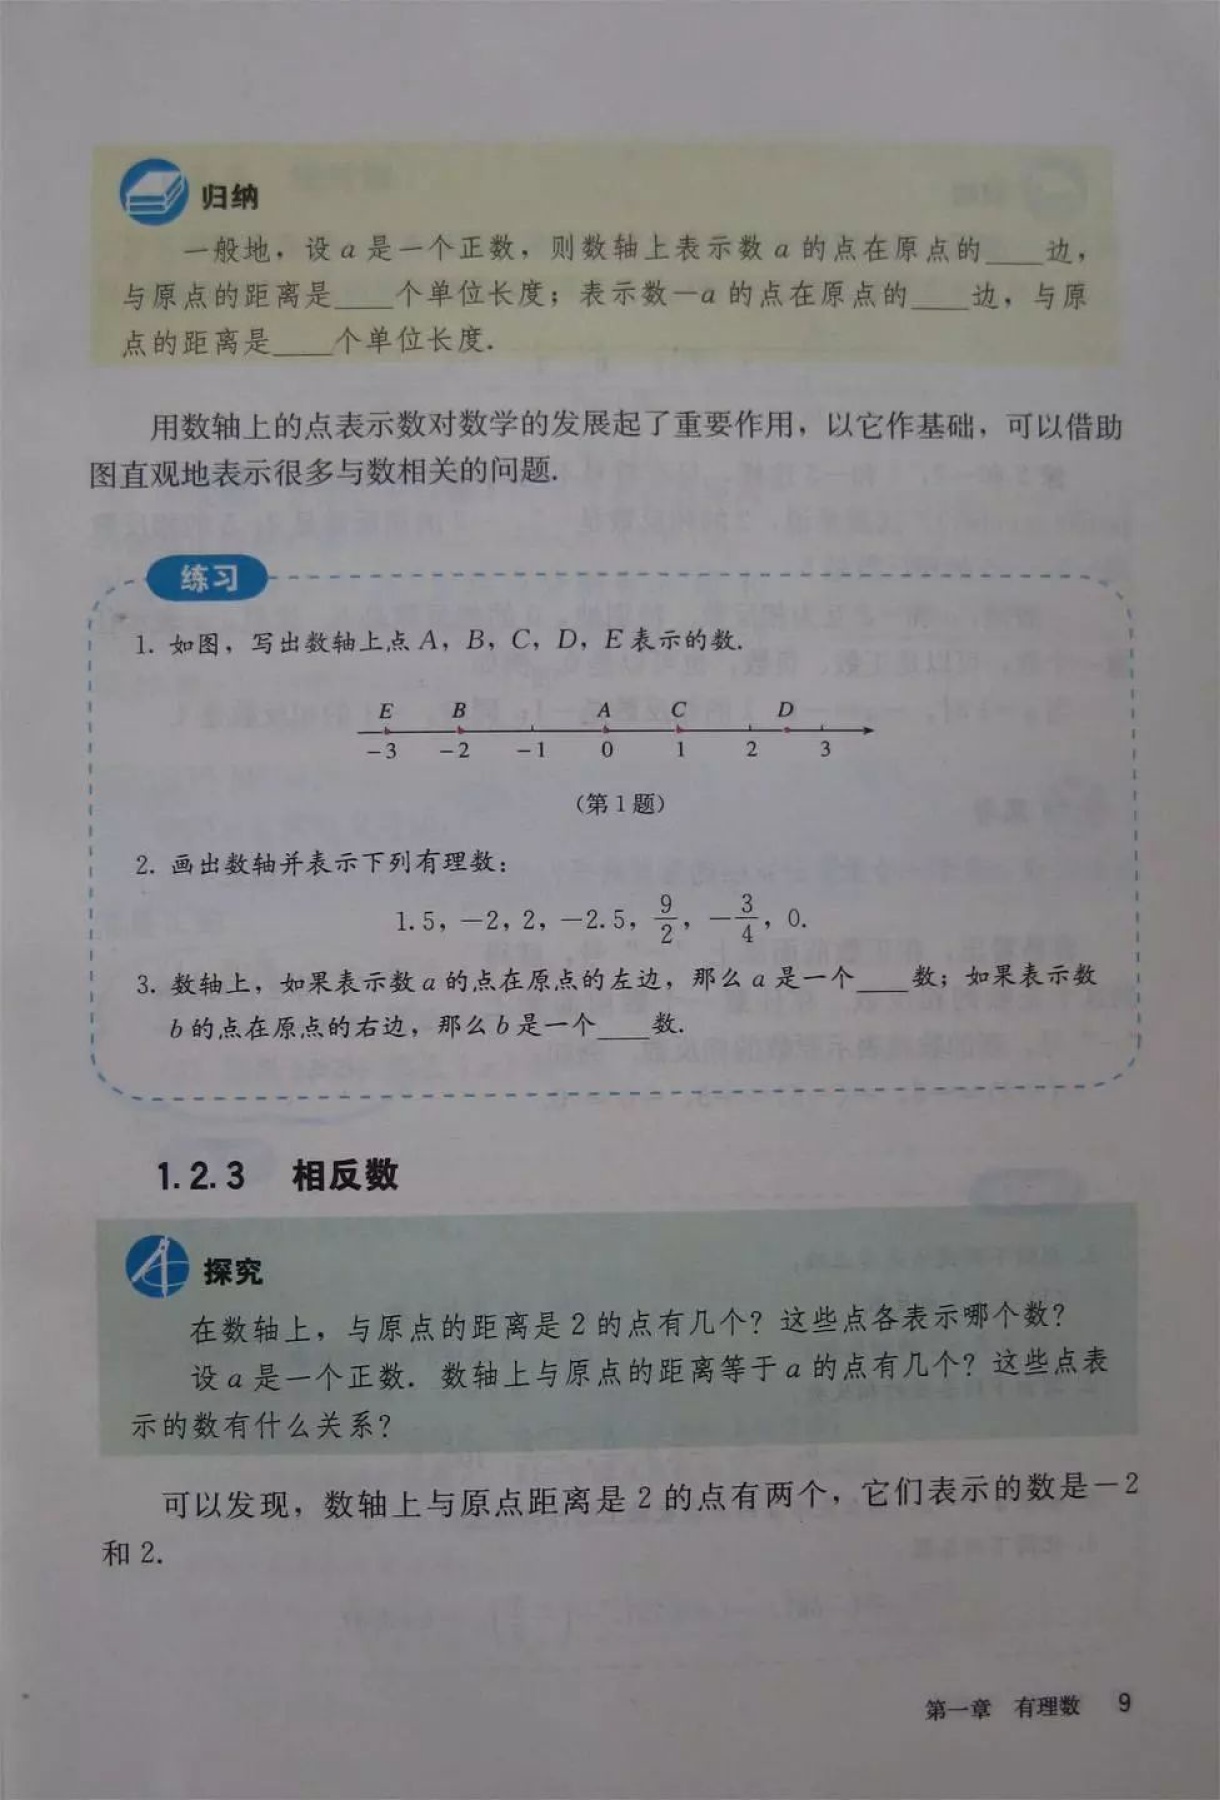 归纳
一般地，设 a 是一个正数，则数轴上表示数 a 的点在原点的____边，
与原点的距离是____个单位长度；表示数－a 的点在原点的____边，与原
点的距离是____个单位长度．
用数轴上的点表示数对数学的发展起了重要作用，以它作基础，可以借助
图直观地表示很多与数相关的问题．
练习
1. 如图，写出数轴上点 A，B，C，D，E 表示的数．
E B A C D
－3 －2 －1 0 1 2 3
（第 1 题）
2. 画出数轴并表示下列有理数：
1.5，－2，2，－2.5，9/2，－3/4，0．
3. 数轴上，如果表示数 a 的点在原点的左边，那么 a 是一个____数；如果表示数
b 的点在原点的右边，那么 b 是一个____数．
1.2.3 相反数
探究
在数轴上，与原点的距离是 2 的点有几个？这些点各表示哪个数？
设 a 是一个正数．数轴上与原点的距离等于 a 的点有几个？这些点表
示的数有什么关系？
可以发现，数轴上与原点距离是 2 的点有两个，它们表示的数是－2
和 2．
第一章 有理数 9